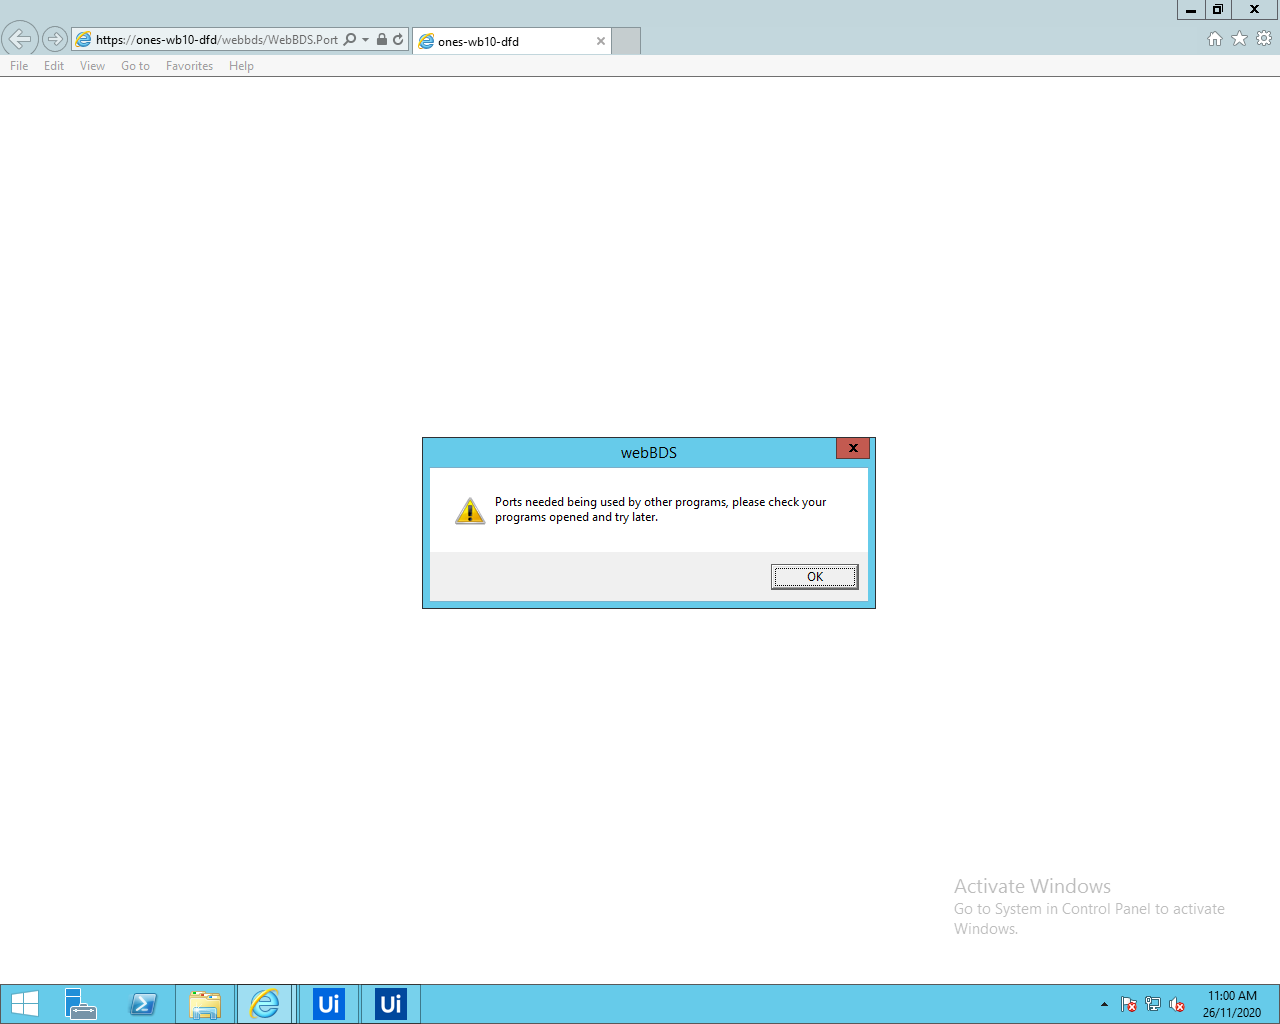 https://ones-wb10-dfd/webbds/WebBDS.Port
ones-wb10-dfd
File Edit View Go to Favorites Help
webBDS
Ports needed being used by other programs, please check your
programs opened and try later.
OK
Activate Windows
Go to System in Control Panel to activate
Windows.
Ui
Ui
11:00 AM
26/11/2020